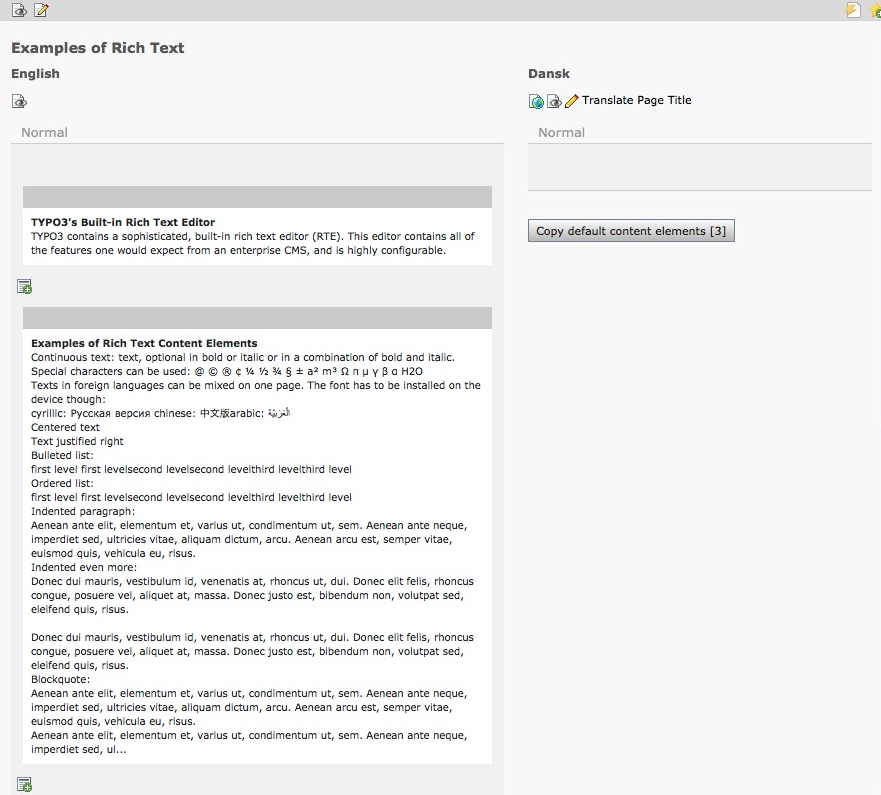 Examples of Rich Text
English
Normal
TYPO3's Built-in Rich Text Editor
TYPO3 contains a sophisticated, built-in rich text editor (RTE). This editor contains all of
the features one would expect from an enterprise CMS, and is highly configurable.
Examples of Rich Text Content Elements
Continuous text: text, optional in bold or italic or in a combination of bold and italic.
Special characters can be used: @ © ® ¢ ¼ ½ ¾ § ± a² m³ Ω π μ γ β α H2O
Texts in foreign languages can be mixed on one page. The font has to be installed on the
device though:
cyrillic: Русская версия chinese: 中文版arabic: العَرَبِيَّة
Centered text
Text justified right
Bulleted list:
first level first levelsecond levelsecond levelthird levelthird level
Ordered list:
first level first levelsecond levelsecond levelthird levelthird level
Indented paragraph:
Aenean ante elit, elementum et, varius ut, condimentum ut, sem. Aenean ante neque,
imperdiet sed, ultricies vitae, aliquam dictum, arcu. Aenean arcu est, semper vitae,
euismod quis, vehicula eu, risus.
Indented even more:
Donec dui mauris, vestibulum id, venenatis at, rhoncus ut, dui. Donec elit felis, rhoncus
congue, posuere vel, aliquet at, massa. Donec justo est, bibendum non, volutpat sed,
eleifend quis, risus.
Donec dui mauris, vestibulum id, venenatis at, rhoncus ut, dui. Donec elit felis, rhoncus
congue, posuere vel, aliquet at, massa. Donec justo est, bibendum non, volutpat sed,
eleifend quis, risus.
Blockquote:
Aenean ante elit, elementum et, varius ut, condimentum ut, sem. Aenean ante neque,
imperdiet sed, ultricies vitae, aliquam dictum, arcu. Aenean arcu est, semper vitae,
euismod quis, vehicula eu, risus.
Aenean ante elit, elementum et, varius ut, condimentum ut, sem. Aenean ante neque,
imperdiet sed, ul...
Dansk
Translate Page Title
Normal
Copy default content elements [3]